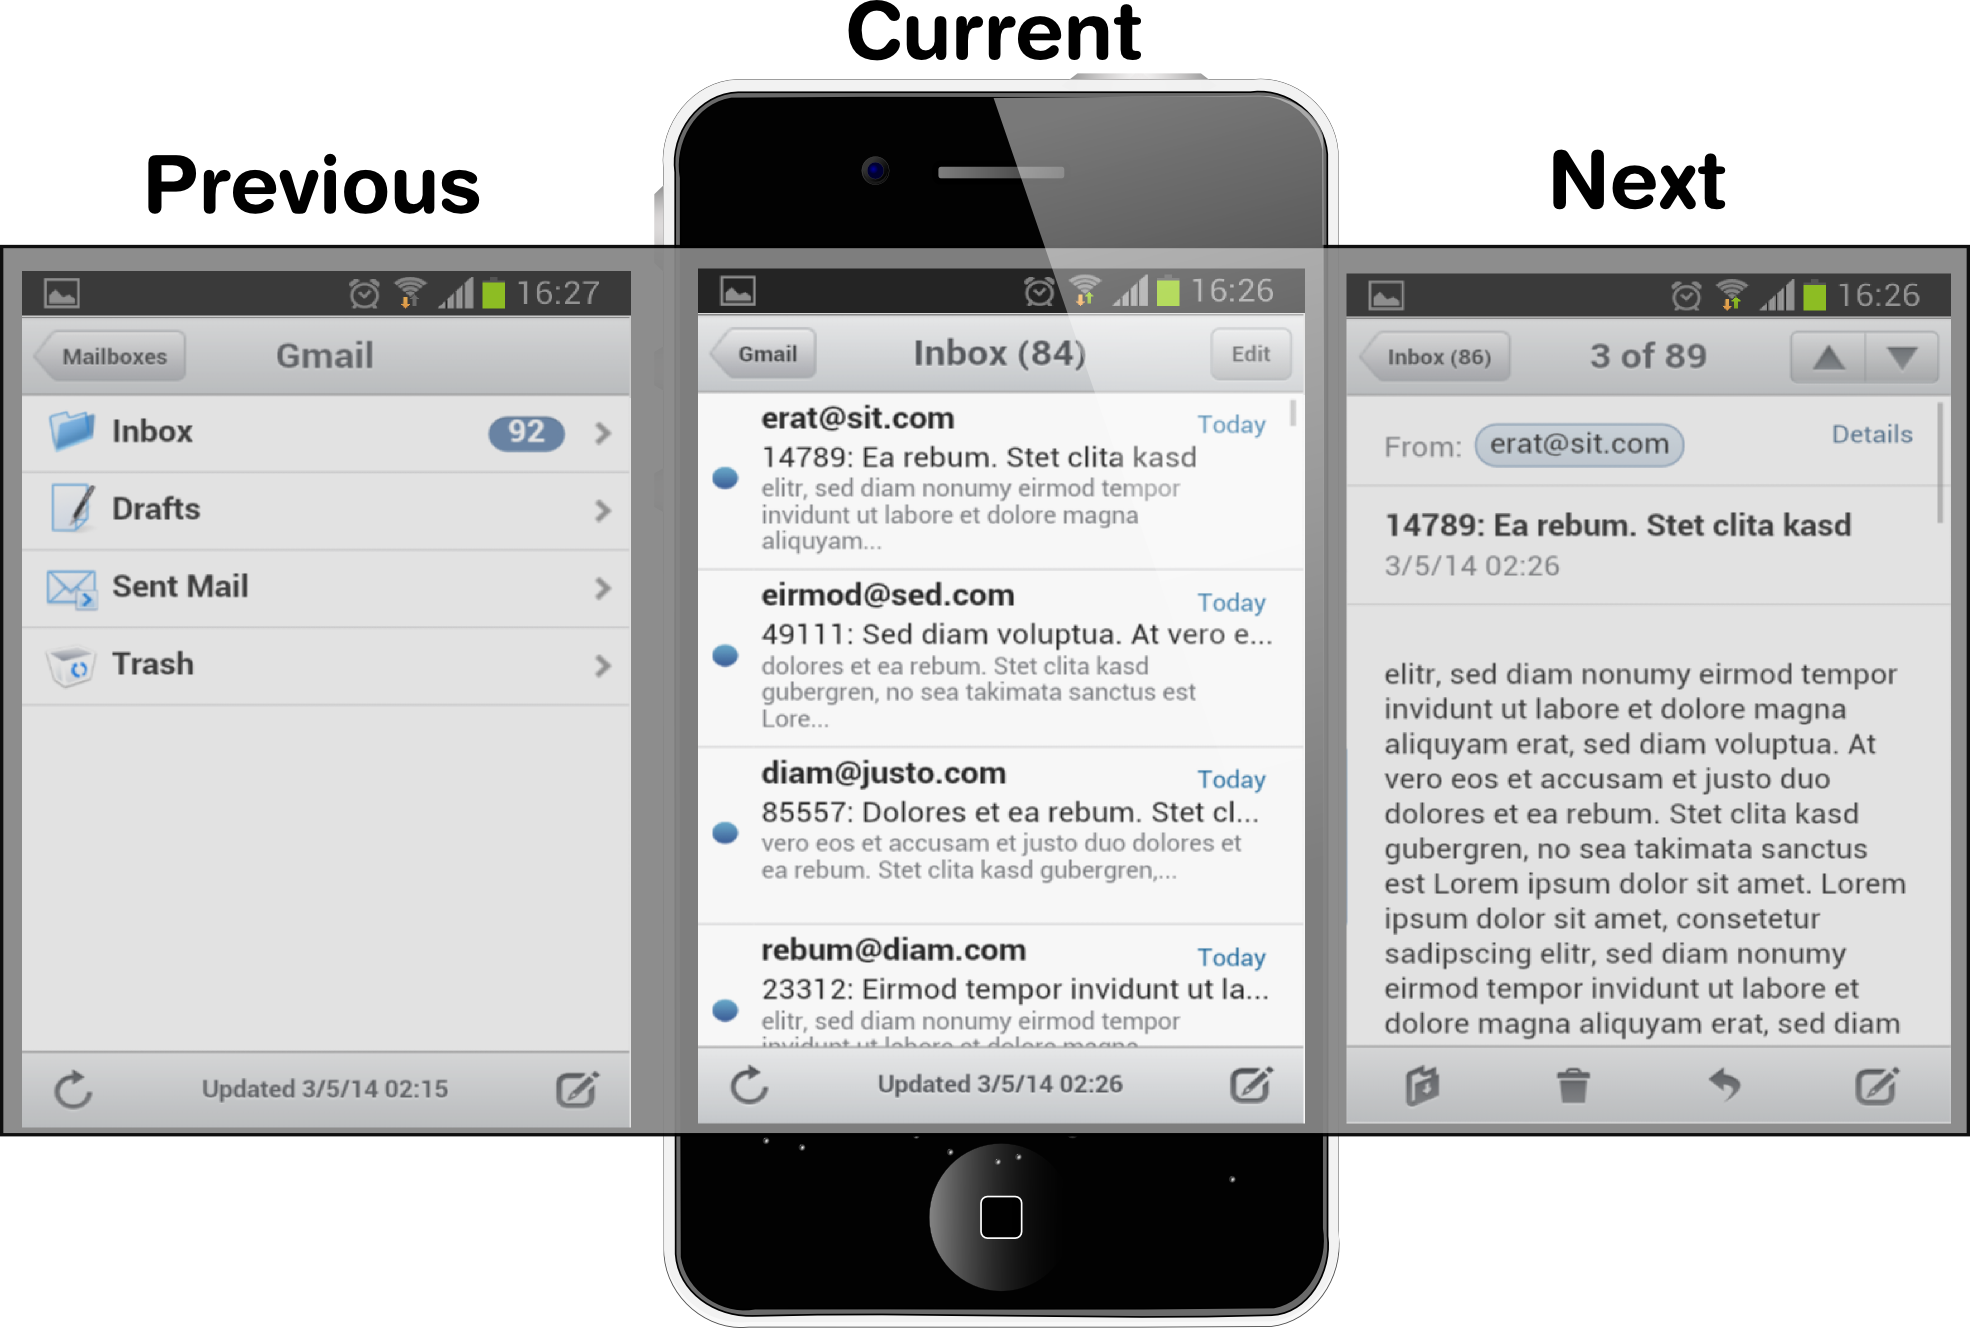 Current
Previous
Next
16:27
Mailboxes
Gmail
Inbox
92
Drafts
Sent Mail
Trash
Updated 3/5/14 02:15
16:26
Gmail
Inbox (84)
Edit
erat@sit.com
Today
14789: Ea rebum. Stet clita kasd
elitr, sed diam nonumy eirmod tempor
invidunt ut labore et dolore magna
aliquyam...
eirmod@sed.com
Today
49111: Sed diam voluptua. At vero e...
dolores et ea rebum. Stet clita kasd
gubergren, no sea takimata sanctus est
Lore...
diam@justo.com
Today
85557: Dolores et ea rebum. Stet cl...
vero eos et accusam et justo duo dolores et
ea rebum. Stet clita kasd gubergren,...
rebum@diam.com
Today
23312: Eirmod tempor invidunt ut la...
elitr, sed diam nonumy eirmod tempor
invidunt ut labore et dolore magna
Updated 3/5/14 02:26
16:26
Inbox (86)
3 of 89
From: erat@sit.com
Details
14789: Ea rebum. Stet clita kasd
3/5/14 02:26
elitr, sed diam nonumy eirmod tempor
invidunt ut labore et dolore magna
aliquyam erat, sed diam voluptua. At
vero eos et accusam et justo duo
dolores et ea rebum. Stet clita kasd
gubergren, no sea takimata sanctus
est Lorem ipsum dolor sit amet. Lorem
ipsum dolor sit amet, consetetur
sadipscing elitr, sed diam nonumy
eirmod tempor invidunt ut labore et
dolore magna aliquyam erat, sed diam